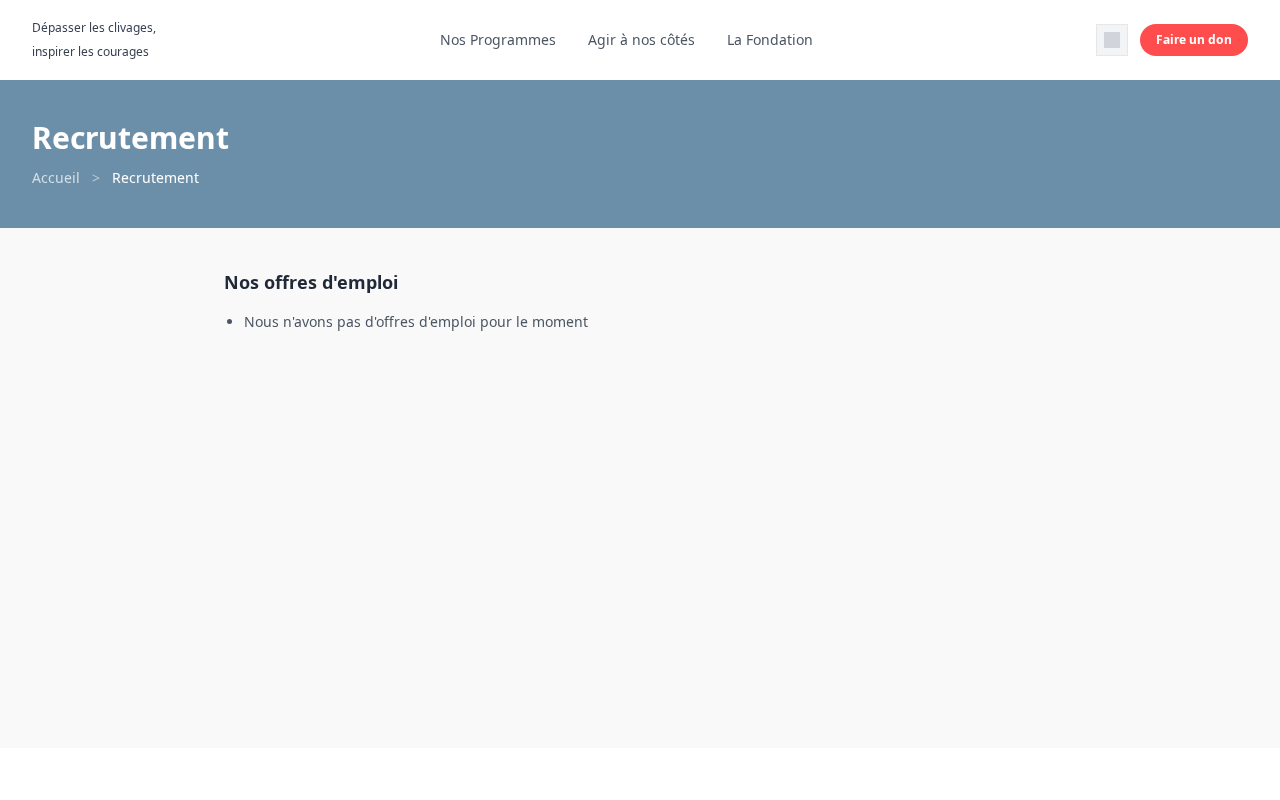 Dépasser les clivages,
inspirer les courages
Nos Programmes
Agir à nos côtés
La Fondation
Faire un don
Recrutement
Accueil > Recrutement
Nos offres d'emploi
Nous n'avons pas d'offres d'emploi pour le moment